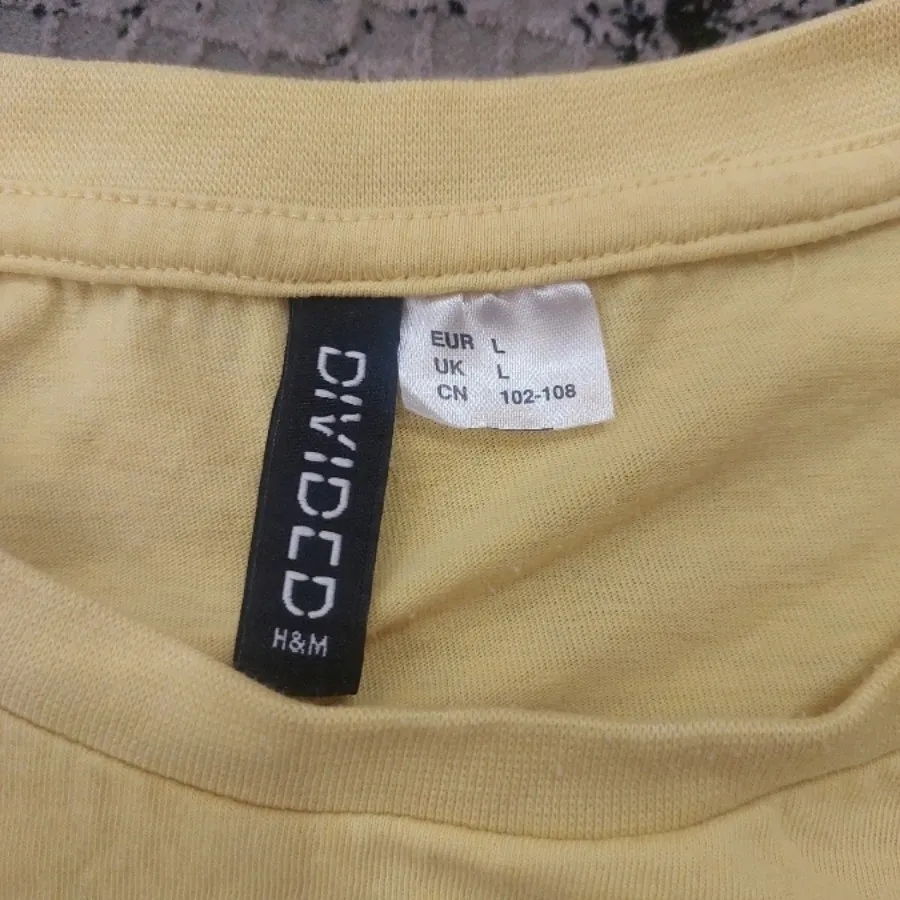 DIVIDED
H&M
EUR L
UK L
CN 102-108